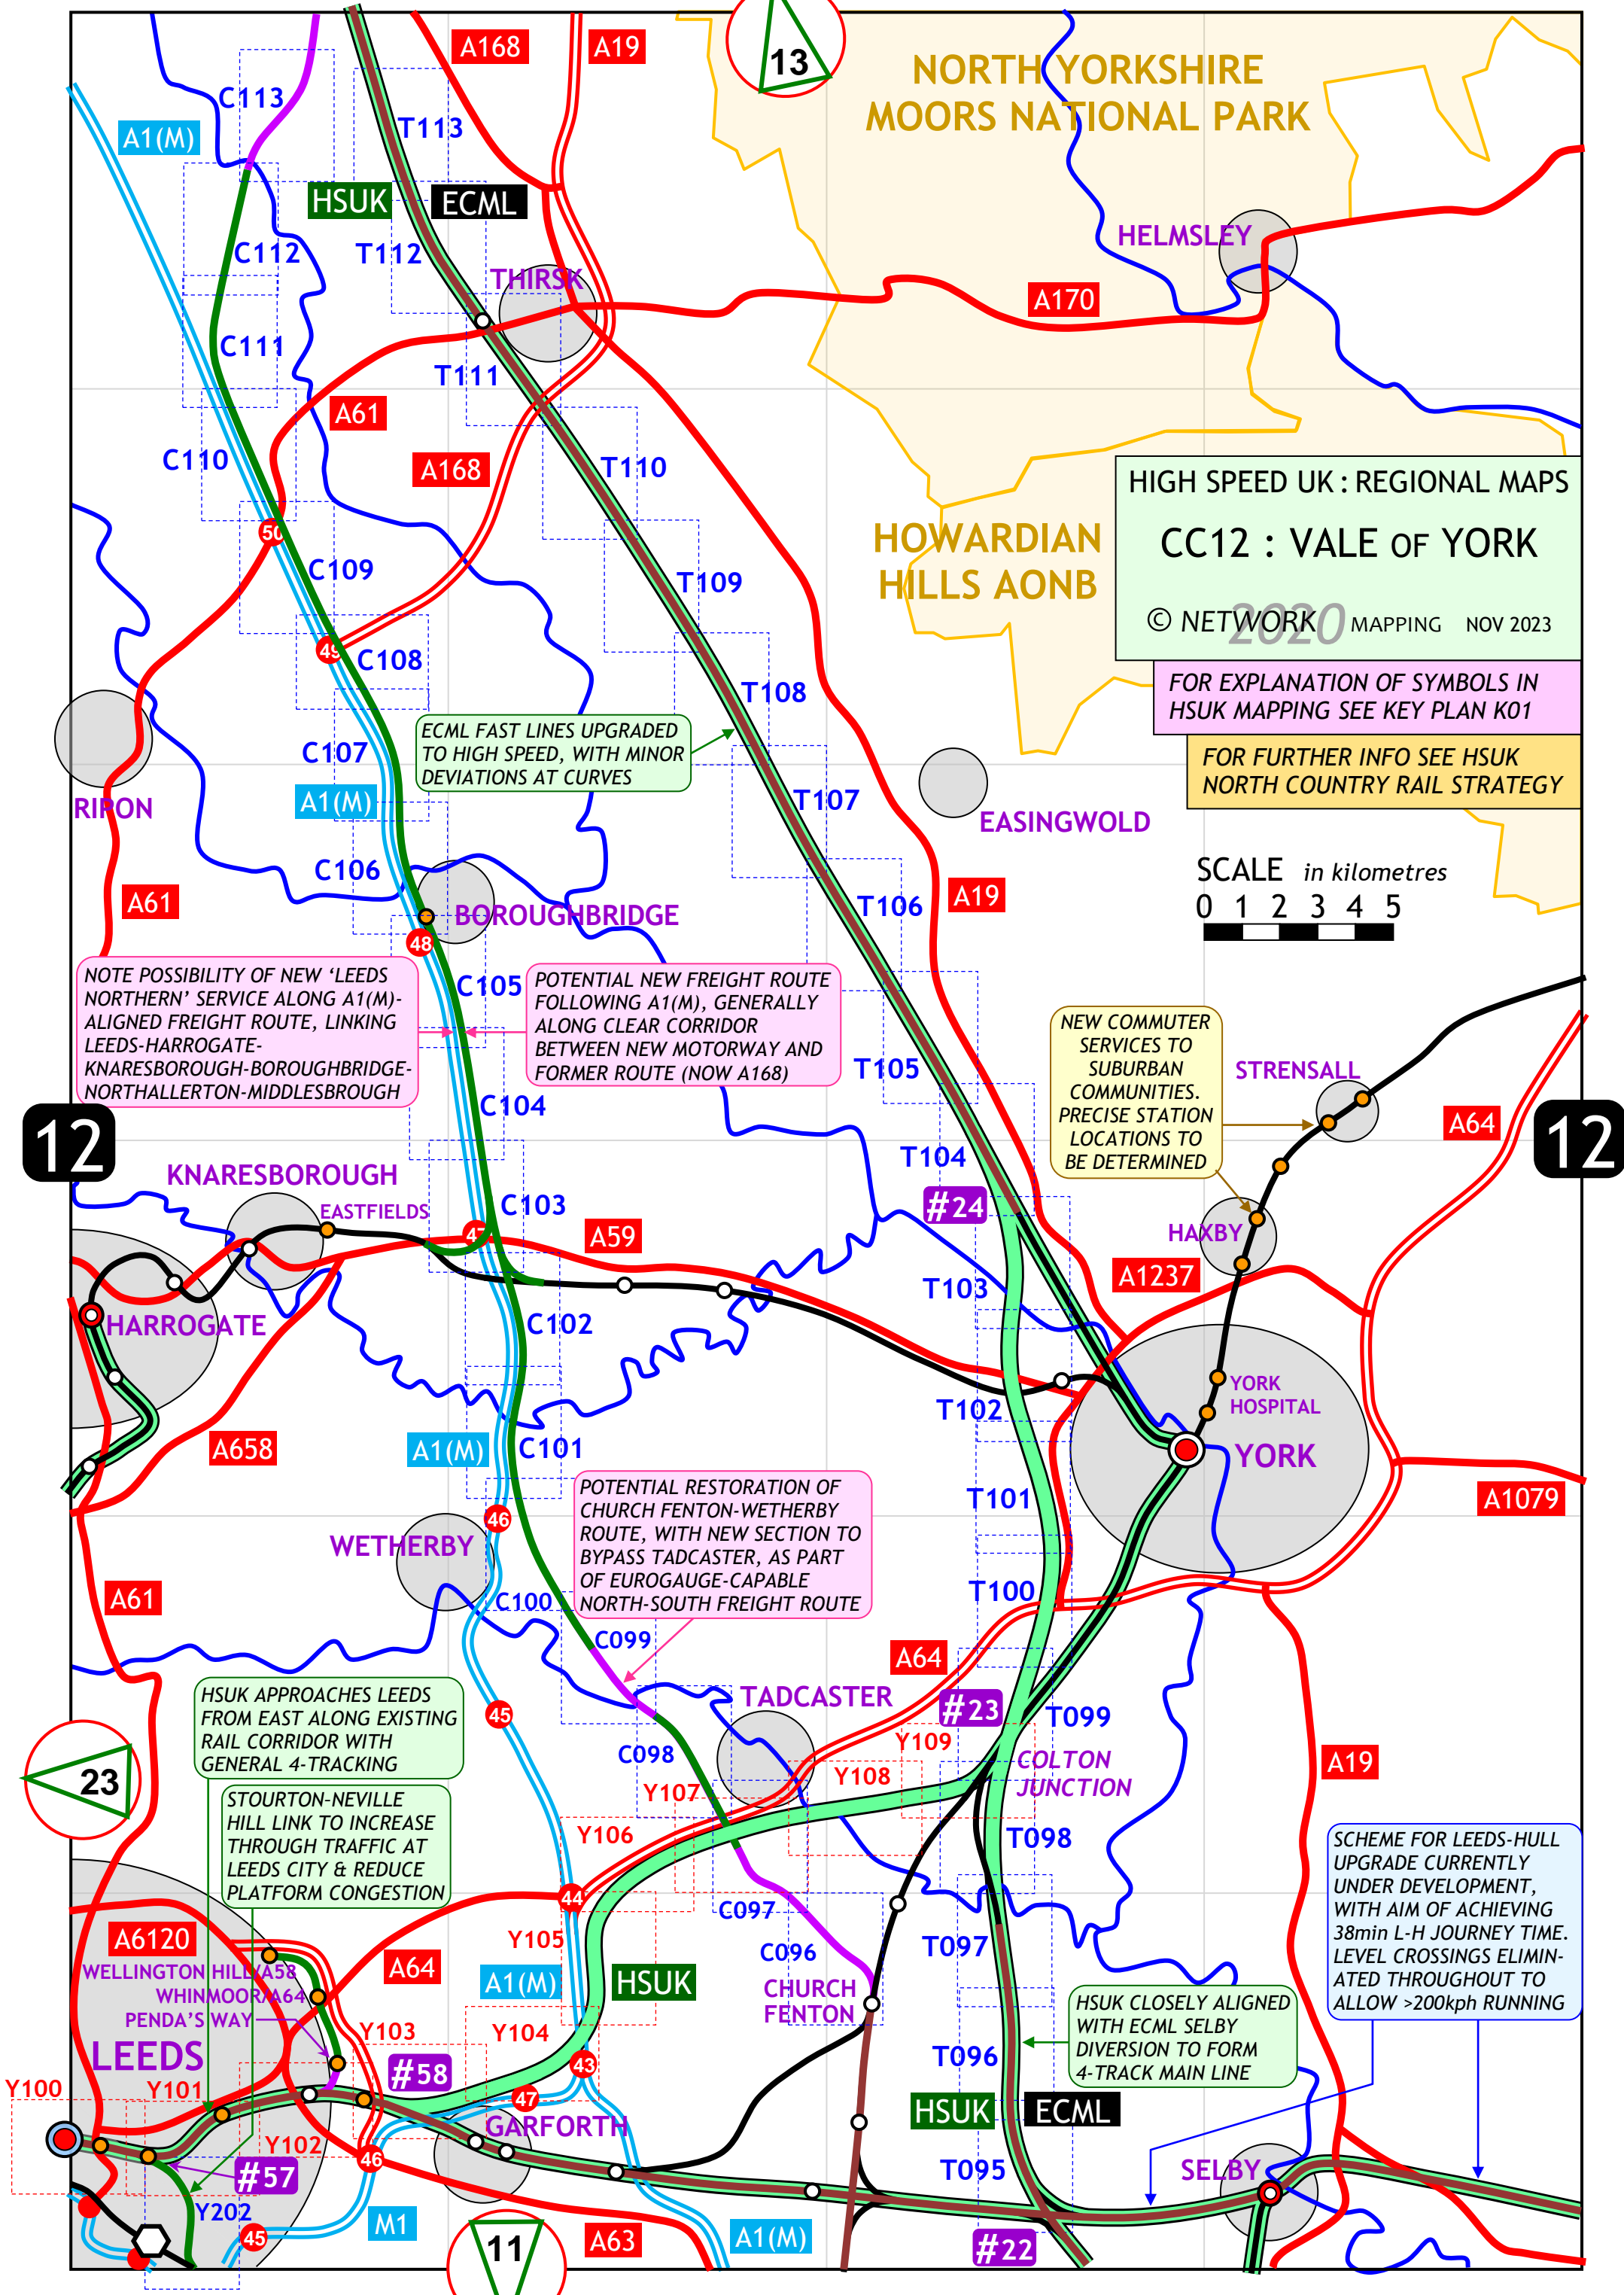 13
A168
A19
NORTH YORKSHIRE
MOORS NATIONAL PARK
C113
A1(M)
T113
HSUK
ECML
C112
T112
HELMSLEY
THIRSK
A170
C111
T111
A61
C110
A168
T110
HIGH SPEED UK : REGIONAL MAPS
CC12 : VALE OF YORK
© NETWORK 2020 MAPPING NOV 2023
HOWARDIAN
HILLS AONB
50
C109
T109
49
C108
T108
FOR EXPLANATION OF SYMBOLS IN
HSUK MAPPING SEE KEY PLAN K01
ECML FAST LINES UPGRADED
TO HIGH SPEED, WITH MINOR
DEVIATIONS AT CURVES
C107
FOR FURTHER INFO SEE HSUK
NORTH COUNTRY RAIL STRATEGY
RIPON
A1(M)
T107
EASINGWOLD
C106
SCALE in kilometres
0 1 2 3 4 5
A61
BOROUGHBRIDGE
T106
A19
48
NOTE POSSIBILITY OF NEW ‘LEEDS
NORTHERN’ SERVICE ALONG A1(M)-
ALIGNED FREIGHT ROUTE, LINKING
LEEDS-HARROGATE-
KNARESBOROUGH-BOROUGHBRIDGE-
NORTHALLERTON-MIDDLESBROUGH
C105
POTENTIAL NEW FREIGHT ROUTE
FOLLOWING A1(M), GENERALLY
ALONG CLEAR CORRIDOR
BETWEEN NEW MOTORWAY AND
FORMER ROUTE (NOW A168)
T105
NEW COMMUTER
SERVICES TO
SUBURBAN
COMMUNITIES.
PRECISE STATION
LOCATIONS TO
BE DETERMINED
STRENSALL
C104
A64
12
12
T104
KNARESBOROUGH
EASTFIELDS
C103
#24
HAXBY
47
A59
A1237
T103
HARROGATE
C102
YORK
HOSPITAL
T102
A658
A1(M)
C101
YORK
POTENTIAL RESTORATION OF
CHURCH FENTON-WETHERBY
ROUTE, WITH NEW SECTION TO
BYPASS TADCASTER, AS PART
OF EUROGAUGE-CAPABLE
NORTH-SOUTH FREIGHT ROUTE
T101
A1079
46
WETHERBY
A61
C100
T100
C099
A64
HSUK APPROACHES LEEDS
FROM EAST ALONG EXISTING
RAIL CORRIDOR WITH
GENERAL 4-TRACKING
TADCASTER
#23
T099
45
Y109
C098
COLTON
JUNCTION
A19
23
Y108
Y107
STOURTON-NEVILLE
HILL LINK TO INCREASE
THROUGH TRAFFIC AT
LEEDS CITY & REDUCE
PLATFORM CONGESTION
Y106
T098
SCHEME FOR LEEDS-HULL
UPGRADE CURRENTLY
UNDER DEVELOPMENT,
WITH AIM OF ACHIEVING
38min L-H JOURNEY TIME.
LEVEL CROSSINGS ELIMIN-
ATED THROUGHOUT TO
ALLOW >200kph RUNNING
44
C097
A6120
Y105
T097
C096
WELLINGTON HILL/A58
A64
A1(M)
HSUK
WHINMOOR/A64
CHURCH
FENTON
PENDA’S WAY
HSUK CLOSELY ALIGNED
WITH ECML SELBY
DIVERSION TO FORM
4-TRACK MAIN LINE
Y103
Y104
LEEDS
T096
#58
43
Y100
Y101
47
HSUK
ECML
GARFORTH
Y102
46
#57
T095
SELBY
Y202
M1
45
A63
A1(M)
#22
11